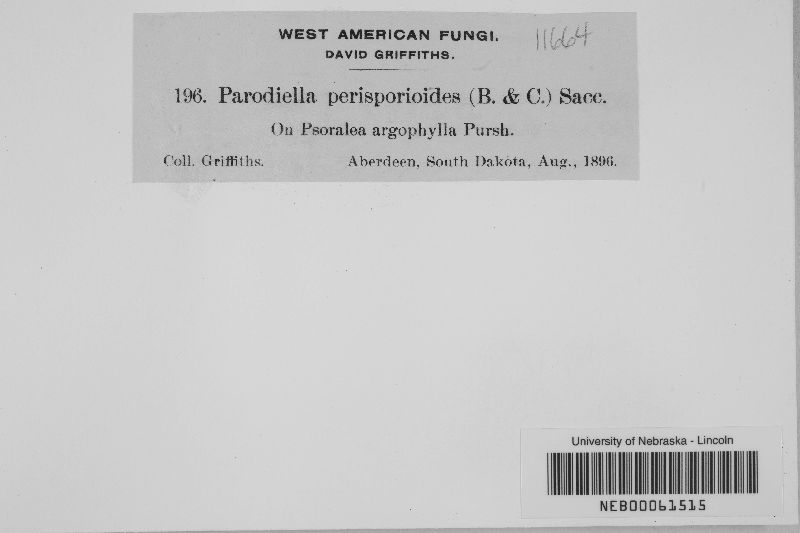 WEST AMERICAN FUNGI. 11664
DAVID GRIFFITHS.
196. Parodiella perisporioides (B. & C.) Sacc.
On Psoralea argophylla Pursh.
Coll. Griffiths. Aberdeen, South Dakota, Aug., 1896.
University of Nebraska - Lincoln
NEB00061515